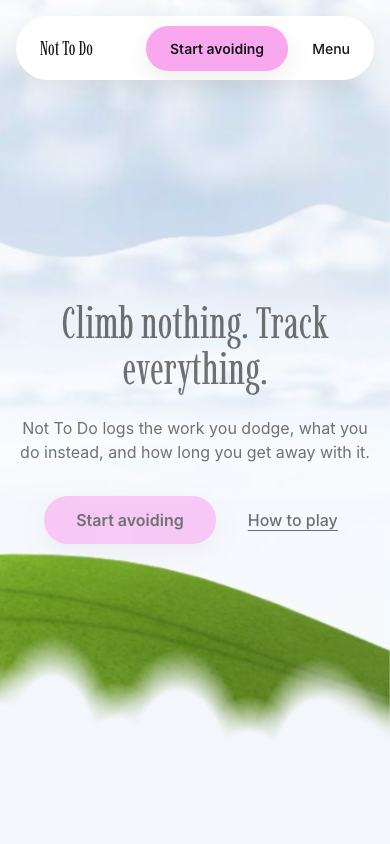 Not To Do
Start avoiding
Menu
Climb nothing. Track
everything.
Not To Do logs the work you dodge, what you
do instead, and how long you get away with it.
Start avoiding
How to play